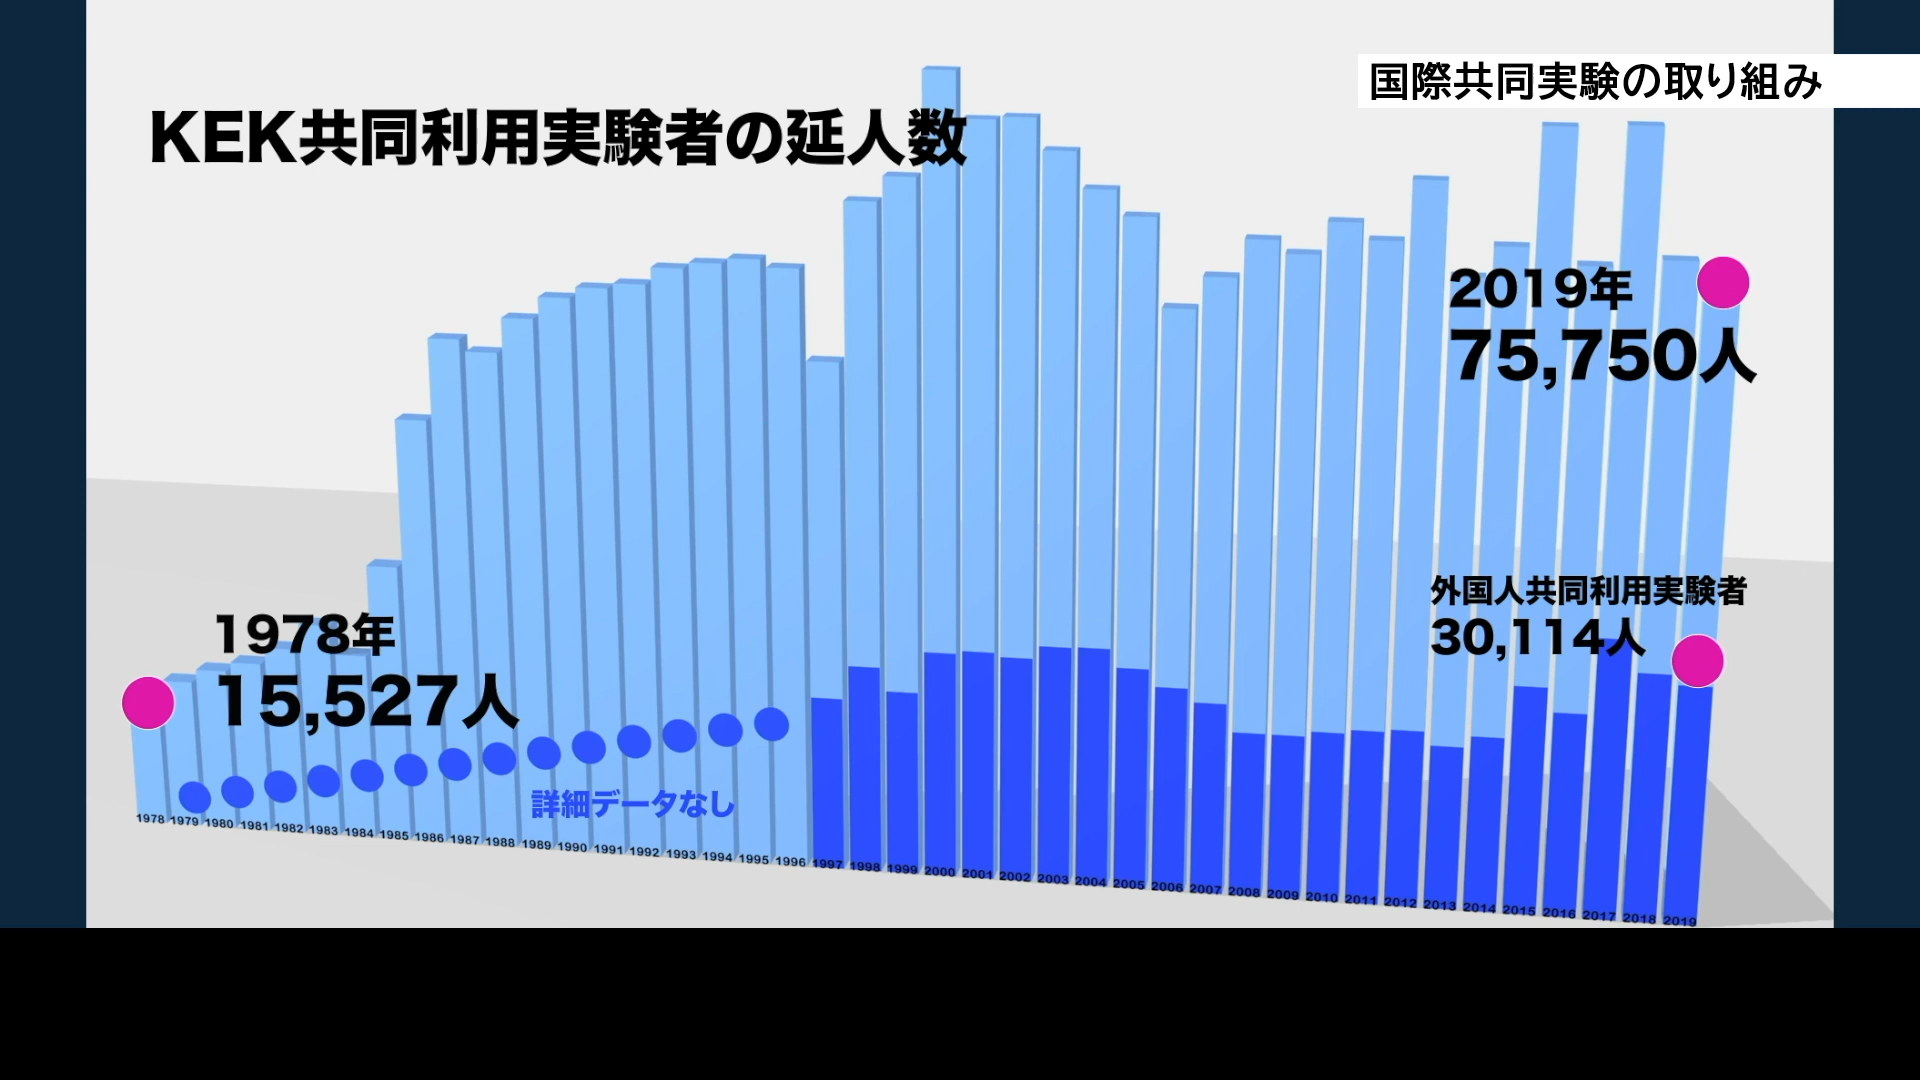 国際共同実験の取り組み
KEK共同利用実験者の延人数
2019年
75,750人
外国人共同利用実験者
30,114人
1978年
15,527人
詳細データなし
1978 1979 1980 1981 1982 1983 1984 1985 1986 1987 1988 1989 1990 1991 1992 1993 1994 1995 1996 1997 1998 1999 2000 2001 2002 2003 2004 2005 2006 2007 2008 2009 2010 2011 2012 2013 2014 2015 2016 2017 2018 2019